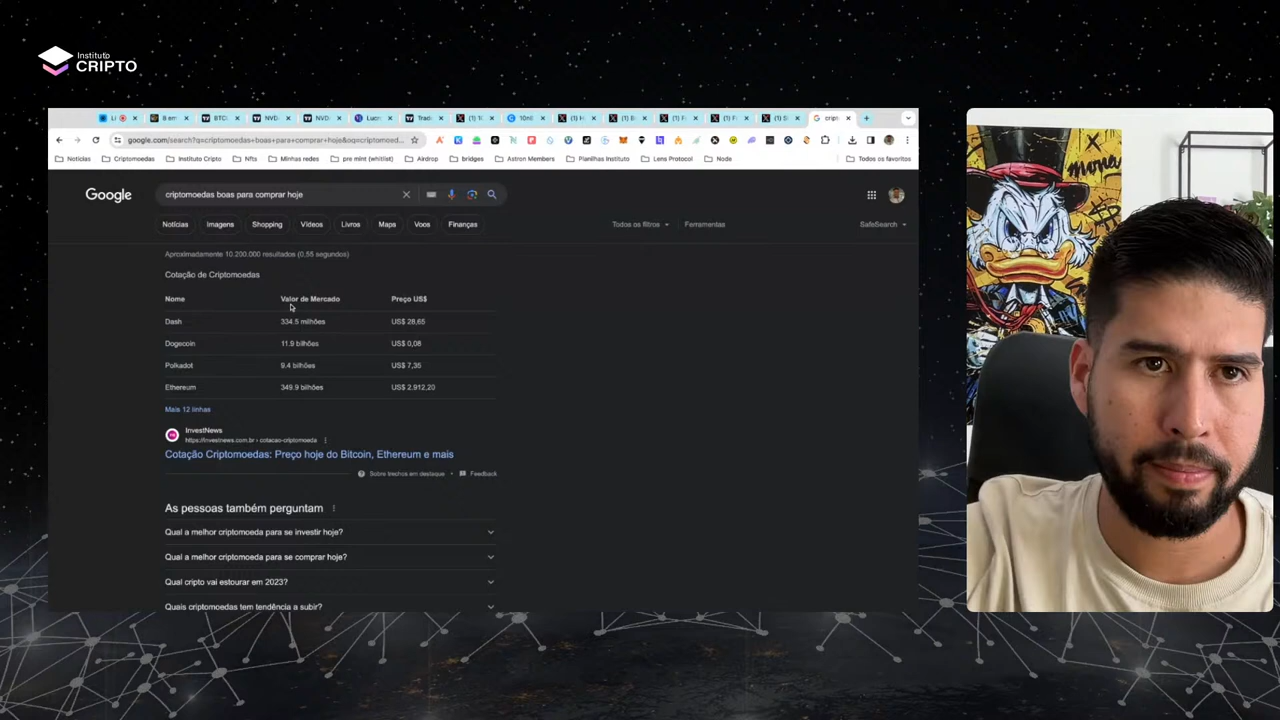 Instituto
CRIPTO
google.com/search?q=criptomoedas+boas+para+comprar+hoje&oq=criptomoed...
Notícias
Criptomoedas
Instituto Cripto
Nfts
Minhas redes
pre mint (whitlist)
Airdrop
bridges
Astron Members
Planilhas Instituto
Lens Protocol
Node
Todos os favoritos
Google
criptomoedas boas para comprar hoje
Notícias
Imagens
Shopping
Vídeos
Livros
Maps
Voos
Finanças
Todos os filtros
Ferramentas
SafeSearch
Aproximadamente 10.200.000 resultados (0,55 segundos)
Cotação de Criptomoedas
Nome Valor de Mercado Preço US$
Dash 334.5 milhões US$ 28,65
Dogecoin 11.9 bilhões US$ 0,08
Polkadot 9.4 bilhões US$ 7,35
Ethereum 349.9 bilhões US$ 2.912,20
Mais 12 linhas
InvestNews
https://investnews.com.br › cotacao-criptomoeda
Cotação Criptomoedas: Preço hoje do Bitcoin, Ethereum e mais
Sobre trechos em destaque
Feedback
As pessoas também perguntam
Qual a melhor criptomoeda para se investir hoje?
Qual a melhor criptomoeda para se comprar hoje?
Qual cripto vai estourar em 2023?
Quais criptomoedas tem tendência a subir?
X
mona